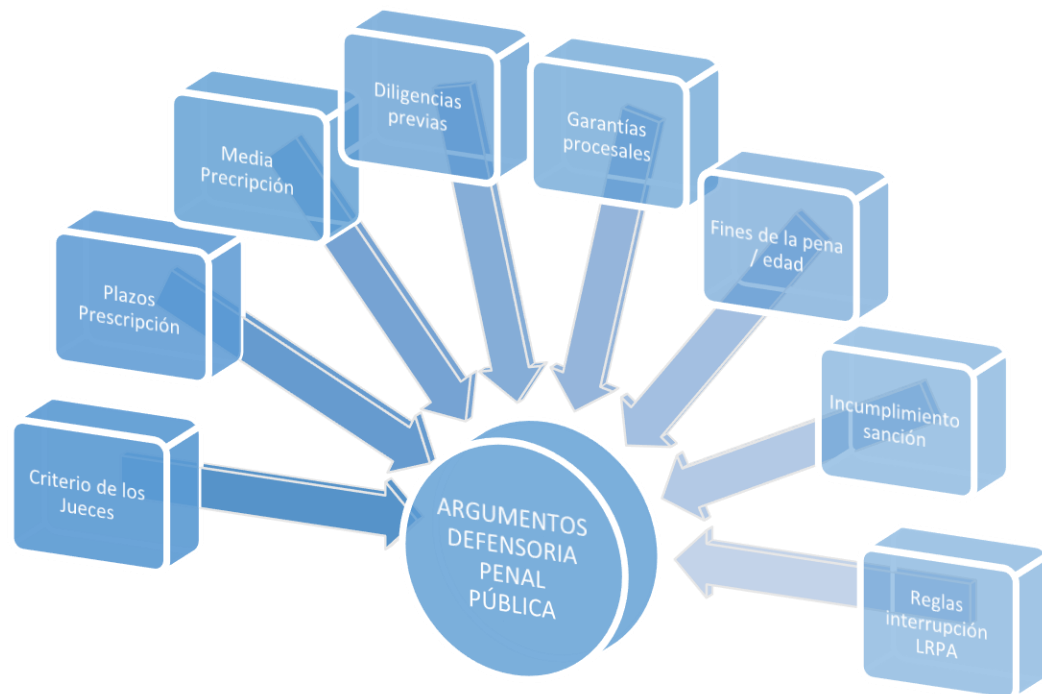 Criterio de los
Jueces
Plazos
Prescripción
Media
Precripción
Diligencias
previas
Garantías
procesales
Fines de la pena
/ edad
Incumplimiento
sanción
Reglas
interrupción
LRPA
ARGUMENTOS
DEFENSORIA
PENAL
PÚBLICA